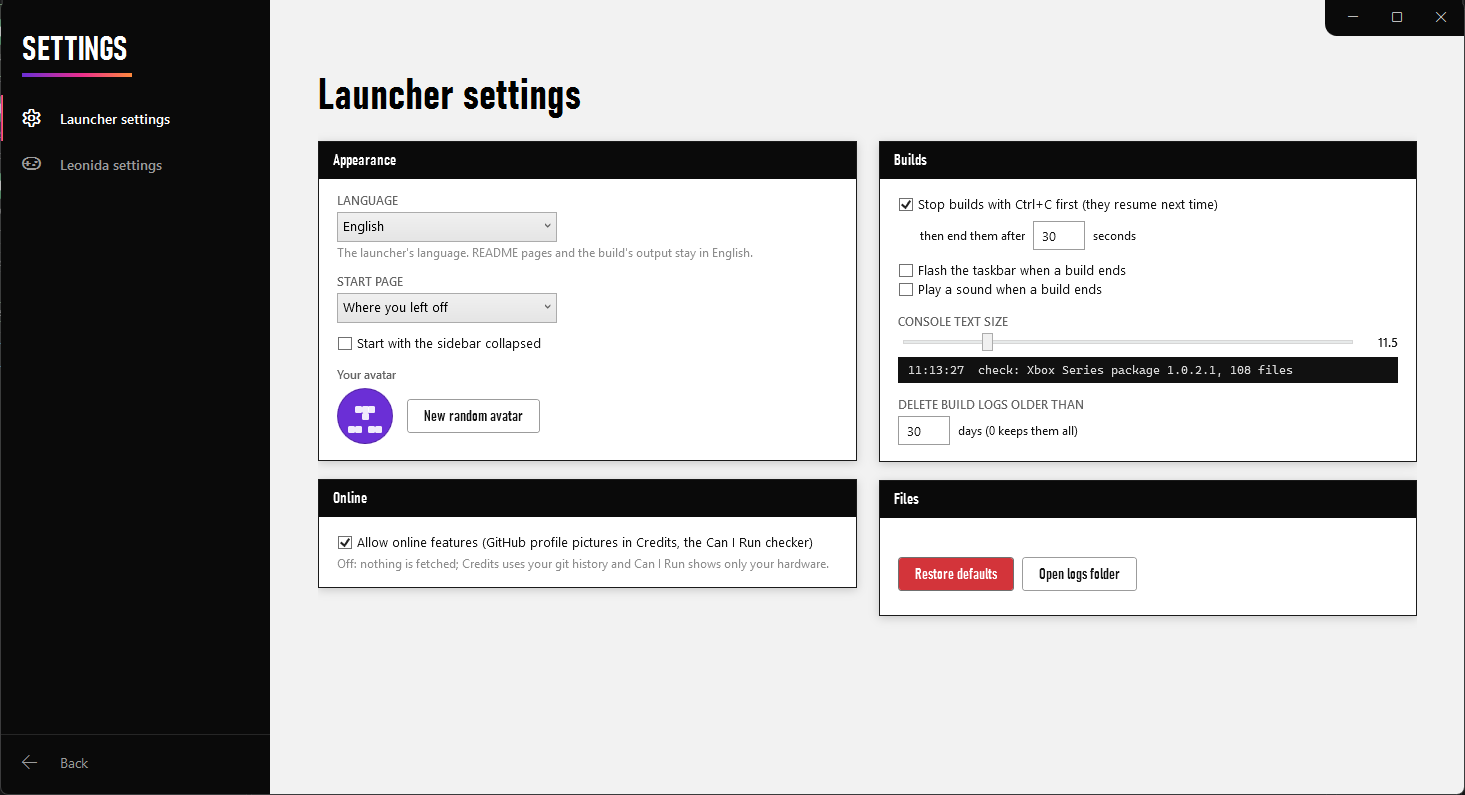 SETTINGS
Launcher settings
Leonida settings
Back
Launcher settings
Appearance
LANGUAGE
English
The launcher's language. README pages and the build's output stay in English.
START PAGE
Where you left off
Start with the sidebar collapsed
Your avatar
New random avatar
Online
Allow online features (GitHub profile pictures in Credits, the Can I Run checker)
Off: nothing is fetched; Credits uses your git history and Can I Run shows only your hardware.
Builds
Stop builds with Ctrl+C first (they resume next time)
then end them after 30 seconds
Flash the taskbar when a build ends
Play a sound when a build ends
CONSOLE TEXT SIZE
11.5
11:13:27 check: Xbox Series package 1.0.2.1, 108 files
DELETE BUILD LOGS OLDER THAN
30 days (0 keeps them all)
Files
Restore defaults
Open logs folder